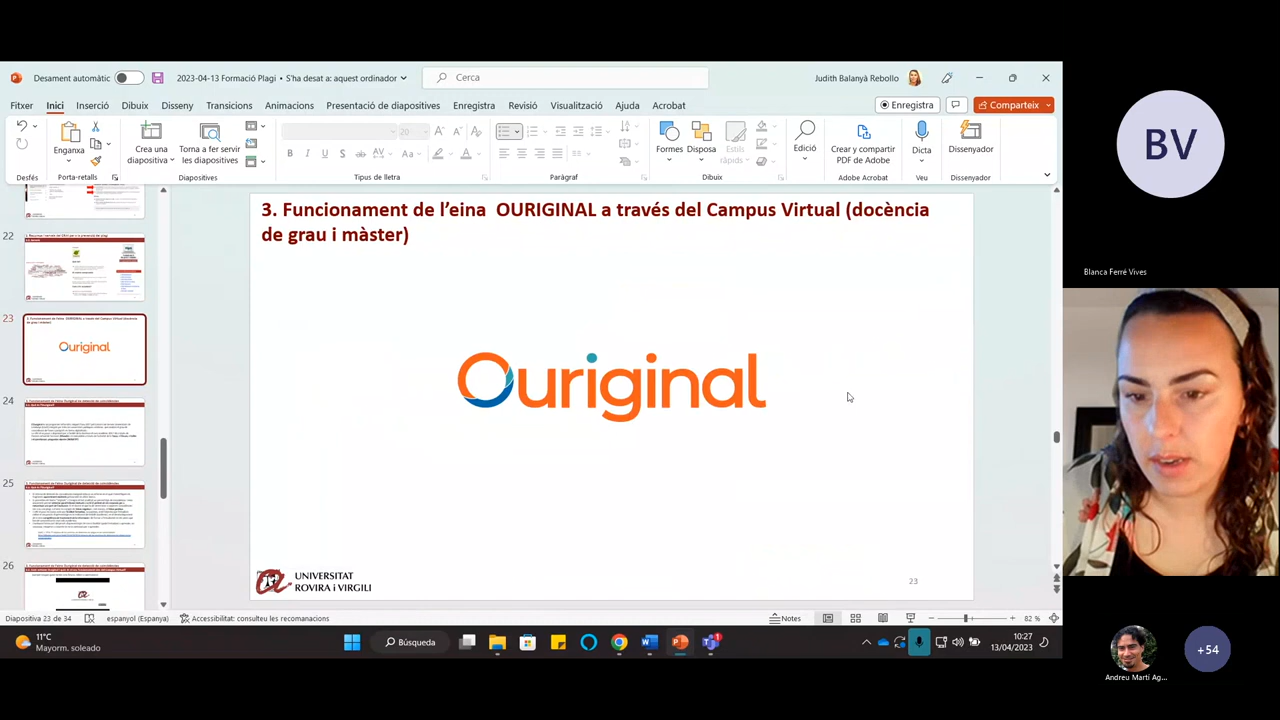 Desament automàtic
2023-04-13 Formació Plagi • S'ha desat a: aquest ordinador
Cerca
Judith Balanyà Rebollo
Fitxer Inici Inserció Dibuix Disseny Transicions Animacions Presentació de diapositives Enregistra Revisió Visualització Ajuda Acrobat
Enregistra
Comparteix
Enganxa
Crea una diapositiva
Torna a fer servir les diapositives
20
Formes
Disposa
Estils ràpids
Edició
Crear y compartir PDF de Adobe
Dicta
Dissenyador
Desfés
Porta-retalls
Diapositives
Tipus de lletra
Paràgraf
Dibuix
Adobe Acrobat
Veu
Dissenyador
22
23
Ouriginal
24
25
26
3. Funcionament de l'eina OURIGINAL a través del Campus Virtual (docència
de grau i màster)
Ouriginal
UNIVERSITAT
ROVIRA i VIRGILI
23
Diapositiva 23 de 34
espanyol (Espanya)
Accessibilitat: consulteu les recomanacions
Notes
82 %
11°C
Mayorm. soleado
Búsqueda
1
10:27
13/04/2023
BV
Blanca Ferré Vives
Andreu Martí Ag...
+54